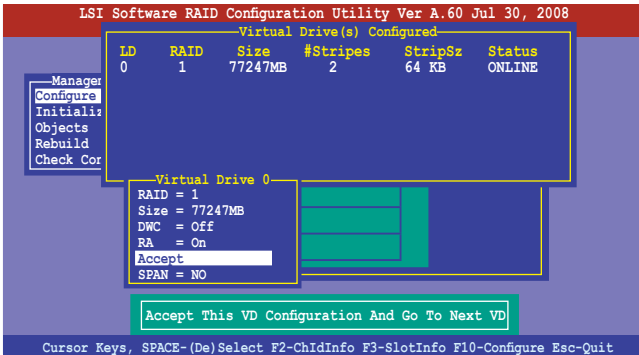 LSI Software RAID Configuration Utility Ver A.60 Jul 30, 2008
Virtual Drive(s) Configured
LD RAID Size #Stripes StripSz Status
0 1 77247MB 2 64 KB ONLINE
Manager
Configure
Initializ
Objects
Rebuild
Check Con
Virtual Drive 0
RAID = 1
Size = 77247MB
DWC = Off
RA = On
Accept
SPAN = NO
Accept This VD Configuration And Go To Next VD
Cursor Keys, SPACE-(De)Select F2-ChIdInfo F3-SlotInfo F10-Configure Esc-Quit